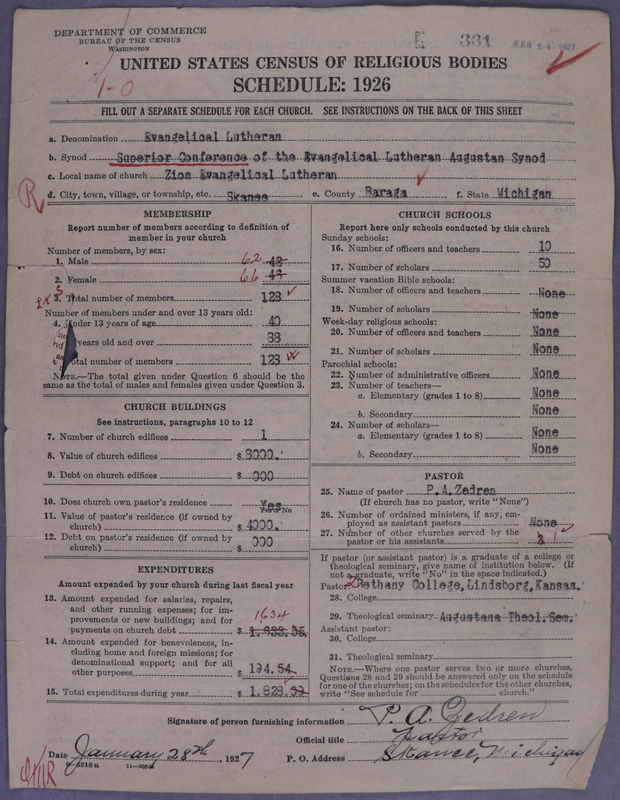 DEPARTMENT OF COMMERCE
BUREAU OF THE CENSUS
WASHINGTON
E 331 FEB 14 1927
UNITED STATES CENSUS OF RELIGIOUS BODIES
SCHEDULE: 1926
1-0
FILL OUT A SEPARATE SCHEDULE FOR EACH CHURCH. SEE INSTRUCTIONS ON THE BACK OF THIS SHEET
a. Denomination Evangelical Lutheran
b. Synod Superior Conference of the Evangelical Lutheran Augustan Synod
c. Local name of church Zion Evangelical Lutheran
R d. City, town, village, or township, etc. Skanee e. County Baraga f. State Michigan
MEMBERSHIP
Report number of members according to definition of
member in your church
Number of members, by sex:
1. Male 62
2. Female 66
3. Total number of members 128
Number of members under and over 13 years old:
4. Under 13 years of age 40
years old and over 88
6. Total number of members 128
NOTE.—The total given under Question 6 should be
same as the total of males and females given under Question 3.
CHURCH BUILDINGS
See instructions, paragraphs 10 to 12
7. Number of church edifices 1
8. Value of church edifices $ 8000.
9. Debt on church edifices $ 000
10. Does church own pastor's residence Yes
Yes or No
11. Value of pastor's residence (if owned by
church) $ 4000.
12. Debt on pastor's residence (if owned by
church) $ 000
EXPENDITURES
Amount expended by your church during last fiscal year
13. Amount expended for salaries, repairs,
and other running expenses; for im-
provements or new buildings; and for
payments on church debt $ 1634
14. Amount expended for benevolences, in-
cluding home and foreign missions; for
denominational support; and for all
other purposes $ 194.54
15. Total expenditures during year $ 1.828.09
CHURCH SCHOOLS
Report here only schools conducted by this church
Sunday schools:
16. Number of officers and teachers 10
17. Number of scholars 50
Summer vacation Bible schools:
18. Number of officers and teachers None
19. Number of scholars None
Week-day religious schools:
20. Number of officers and teachers None
21. Number of scholars None
Parochial schools:
22. Number of administrative officers None
23. Number of teachers—
a. Elementary (grades 1 to 8) None
b. Secondary None
24. Number of scholars—
a. Elementary (grades 1 to 8) None
b. Secondary None
PASTOR
25. Name of pastor P.A.Zedren
(If church has no pastor, write "None")
26. Number of ordained ministers, if any, em-
ployed as assistant pastors None
27. Number of other churches served by the
pastor or his assistants 1
If pastor (or assistant pastor) is a graduate of a college or
theological seminary, give name of institution below. (If
not a graduate, write "No" in the space indicated.)
Pastor: Bethany College, Lindsborg, Kansas.
28. College
29. Theological seminary Augustana Theol. Sem.
Assistant pastor:
30. College
31. Theological seminary
NOTE.—Where one pastor serves two or more churches,
Questions 28 and 29 should be answered only on the schedule
for one of the churches; on the schedules for the other churches,
write "See schedule for church."
Signature of person furnishing information P. A. Zedren
Official title Pastor
Date January 28th, 1927 P. O. Address Skanee, Michigan